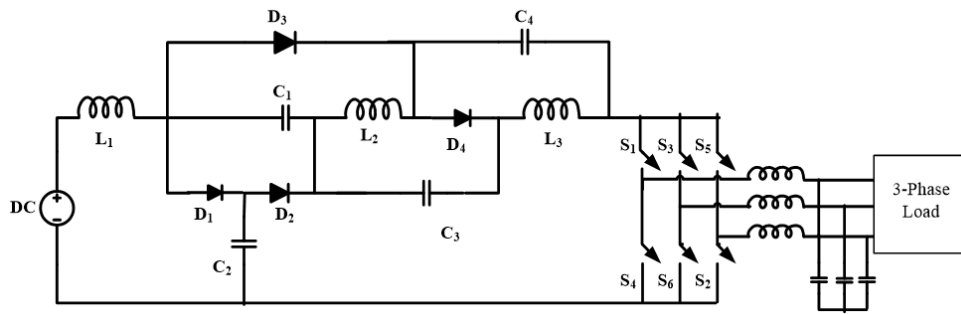 D₃
C₄
C₁
L₁
L₂
D₄
L₃
S₁
S₃
S₅
DC
D₁
D₂
C₃
C₂
3-Phase
Load
S₄
S₆
S₂